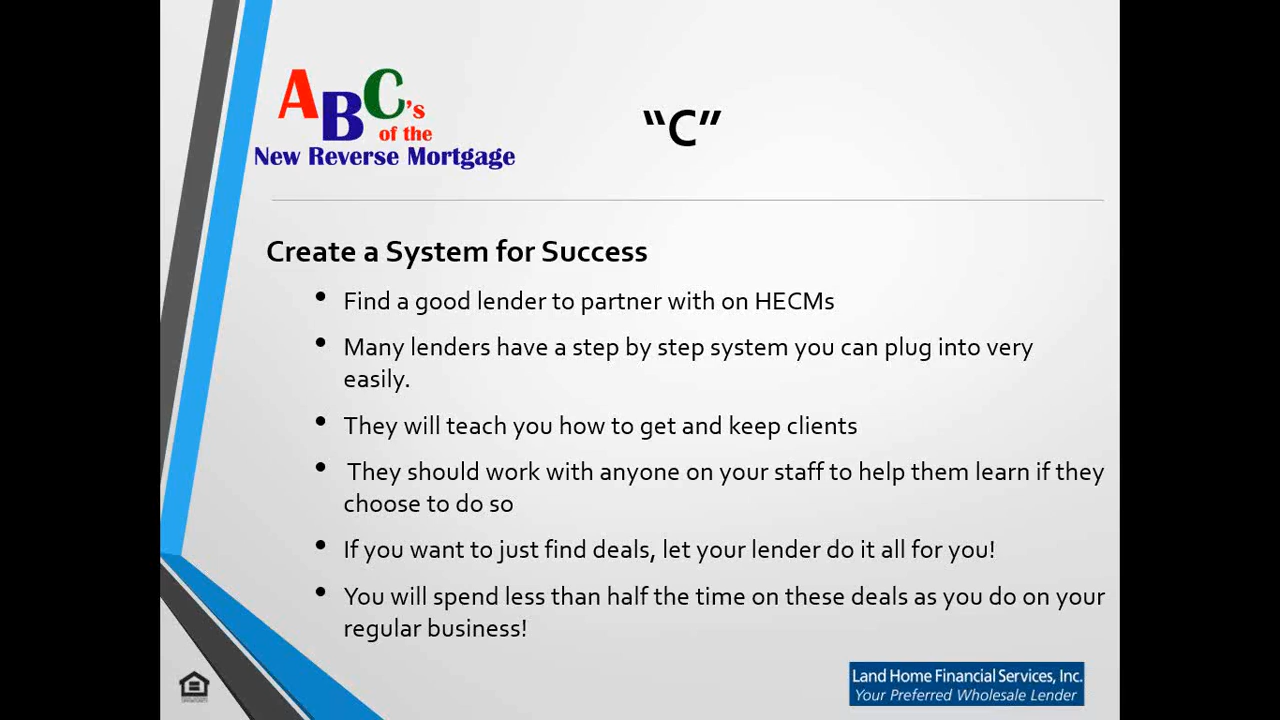 ABC's
of the
New Reverse Mortgage
“C”
Create a System for Success
• Find a good lender to partner with on HECMs
• Many lenders have a step by step system you can plug into very
easily.
• They will teach you how to get and keep clients
• They should work with anyone on your staff to help them learn if they
choose to do so
• If you want to just find deals, let your lender do it all for you!
• You will spend less than half the time on these deals as you do on your
regular business!
Land Home Financial Services, Inc.
Your Preferred Wholesale Lender